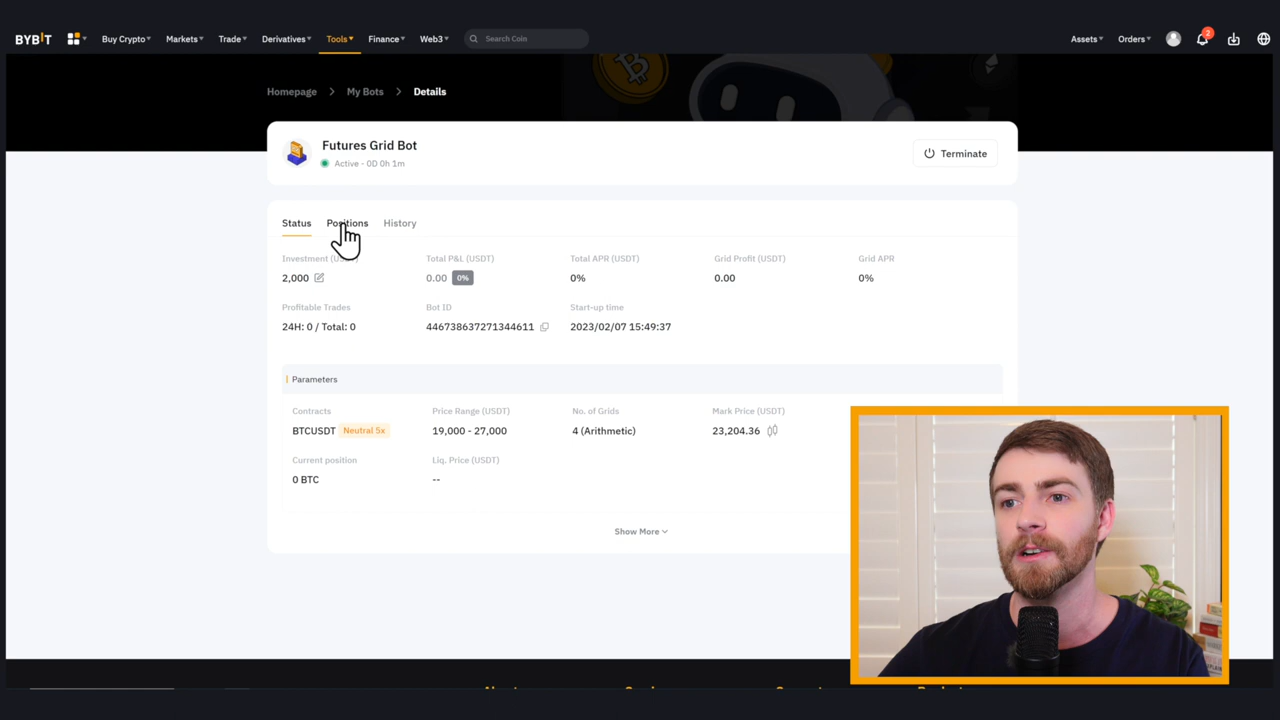 BYBIT Buy Crypto Markets Trade Derivatives Tools Finance Web3 Search Coin Assets Orders 2
Homepage > My Bots > Details
Futures Grid Bot
Active - 0D 0h 1m
Terminate
Status Positions History
Investment Total P&L (USDT) Total APR (USDT) Grid Profit (USDT) Grid APR
2,000 0.00 0% 0% 0.00 0%
Profitable Trades Bot ID Start-up time
24H: 0 / Total: 0 446738637271344611 2023/02/07 15:49:37
Parameters
Contracts Price Range (USDT) No. of Grids Mark Price (USDT)
BTCUSDT Neutral 5x 19,000 - 27,000 4 (Arithmetic) 23,204.36
Current position Liq. Price (USDT)
0 BTC --
Show More